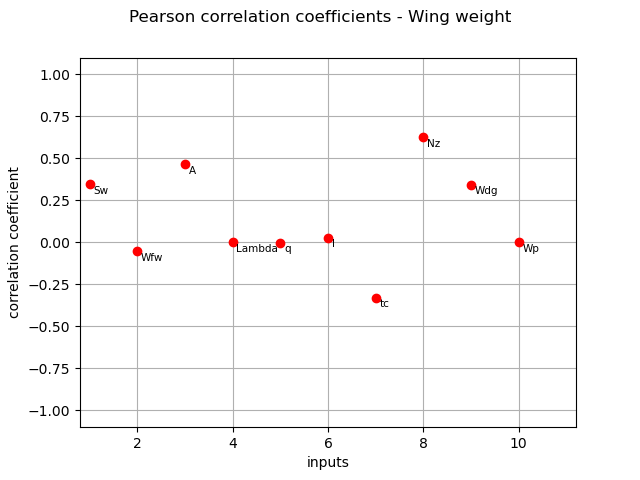 Pearson correlation coefficients - Wing weight
correlation coefficient
1.00
0.75
0.50
0.25
0.00
−0.25
−0.50
−0.75
−1.00
Sw
Wfw
A
Lambda
q
l
tc
Nz
Wdg
Wp
2
4
6
8
10
inputs